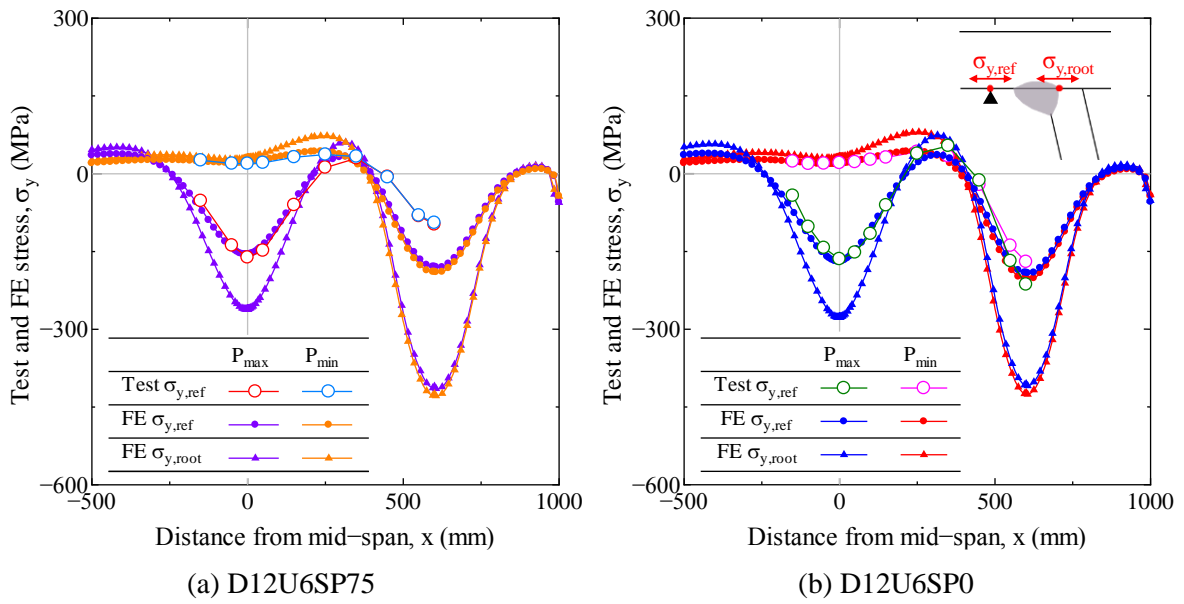 300
150
0
−300
−600
−500
0
500
1000
Test and FE stress, σy (MPa)
Distance from mid−span, x (mm)
Pmax Pmin
Test σy,ref
FE σy,ref
FE σy,root
(a) D12U6SP75
300
150
0
−300
−600
−500
0
500
1000
Test and FE stress, σy (MPa)
Distance from mid−span, x (mm)
σy,ref σy,root
Pmax Pmin
Test σy,ref
FE σy,ref
FE σy,root
(b) D12U6SP0